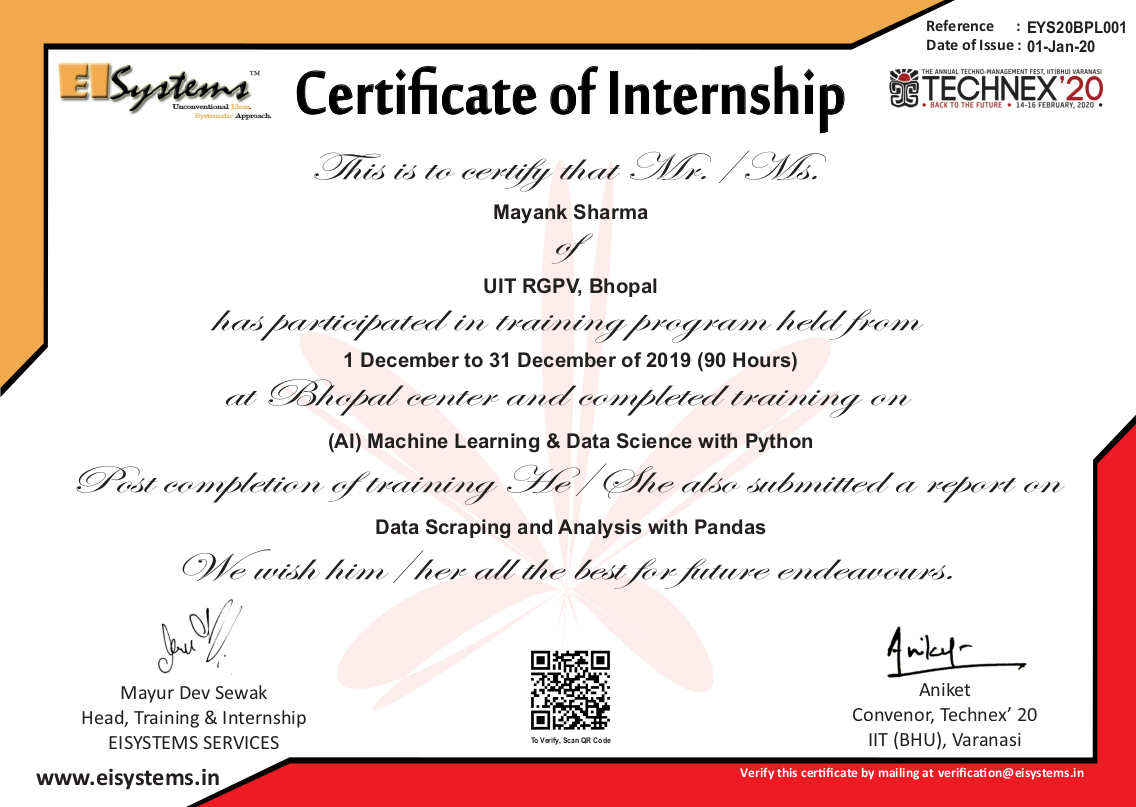 Reference : EYS20BPL001
Date of Issue : 01-Jan-20
EISystems™
Unconventional Ideas.
Systematic Approach.
Certificate of Internship
THE ANNUAL TECHNO-MANAGEMENT FEST, IIT(BHU) VARANASI
TECHNEX'20
• BACK TO THE FUTURE • 14-16 FEBRUARY, 2020 •
This is to certify that Mr. / Ms.
Mayank Sharma
of
UIT RGPV, Bhopal
has participated in training program held from
1 December to 31 December of 2019 (90 Hours)
at Bhopal center and completed training on
(AI) Machine Learning & Data Science with Python
Post completion of training He / She also submitted a report on
Data Scraping and Analysis with Pandas
We wish him / her all the best for future endeavours.
Mayur Dev Sewak
Head, Training & Internship
EISYSTEMS SERVICES
To Verify, Scan QR Code
Aniket
Aniket
Convenor, Technex’ 20
IIT (BHU), Varanasi
www.eisystems.in
Verify this certificate by mailing at verification@eisystems.in